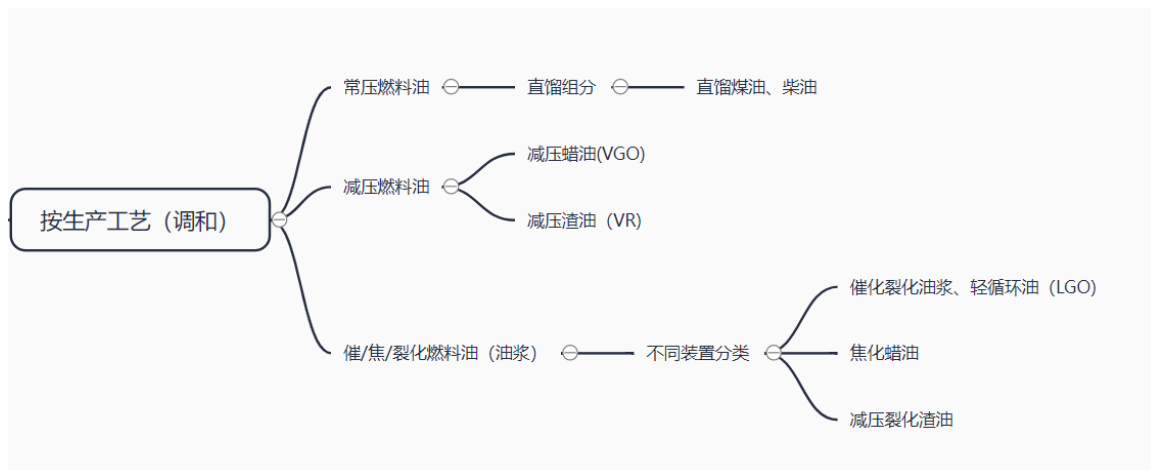 按生产工艺（调和）
常压燃料油
直馏组分
直馏煤油、柴油
减压燃料油
减压蜡油(VGO)
减压渣油（VR)
催/焦/裂化燃料油（油浆）
不同装置分类
催化裂化油浆、轻循环油（LGO)
焦化蜡油
减压裂化渣油